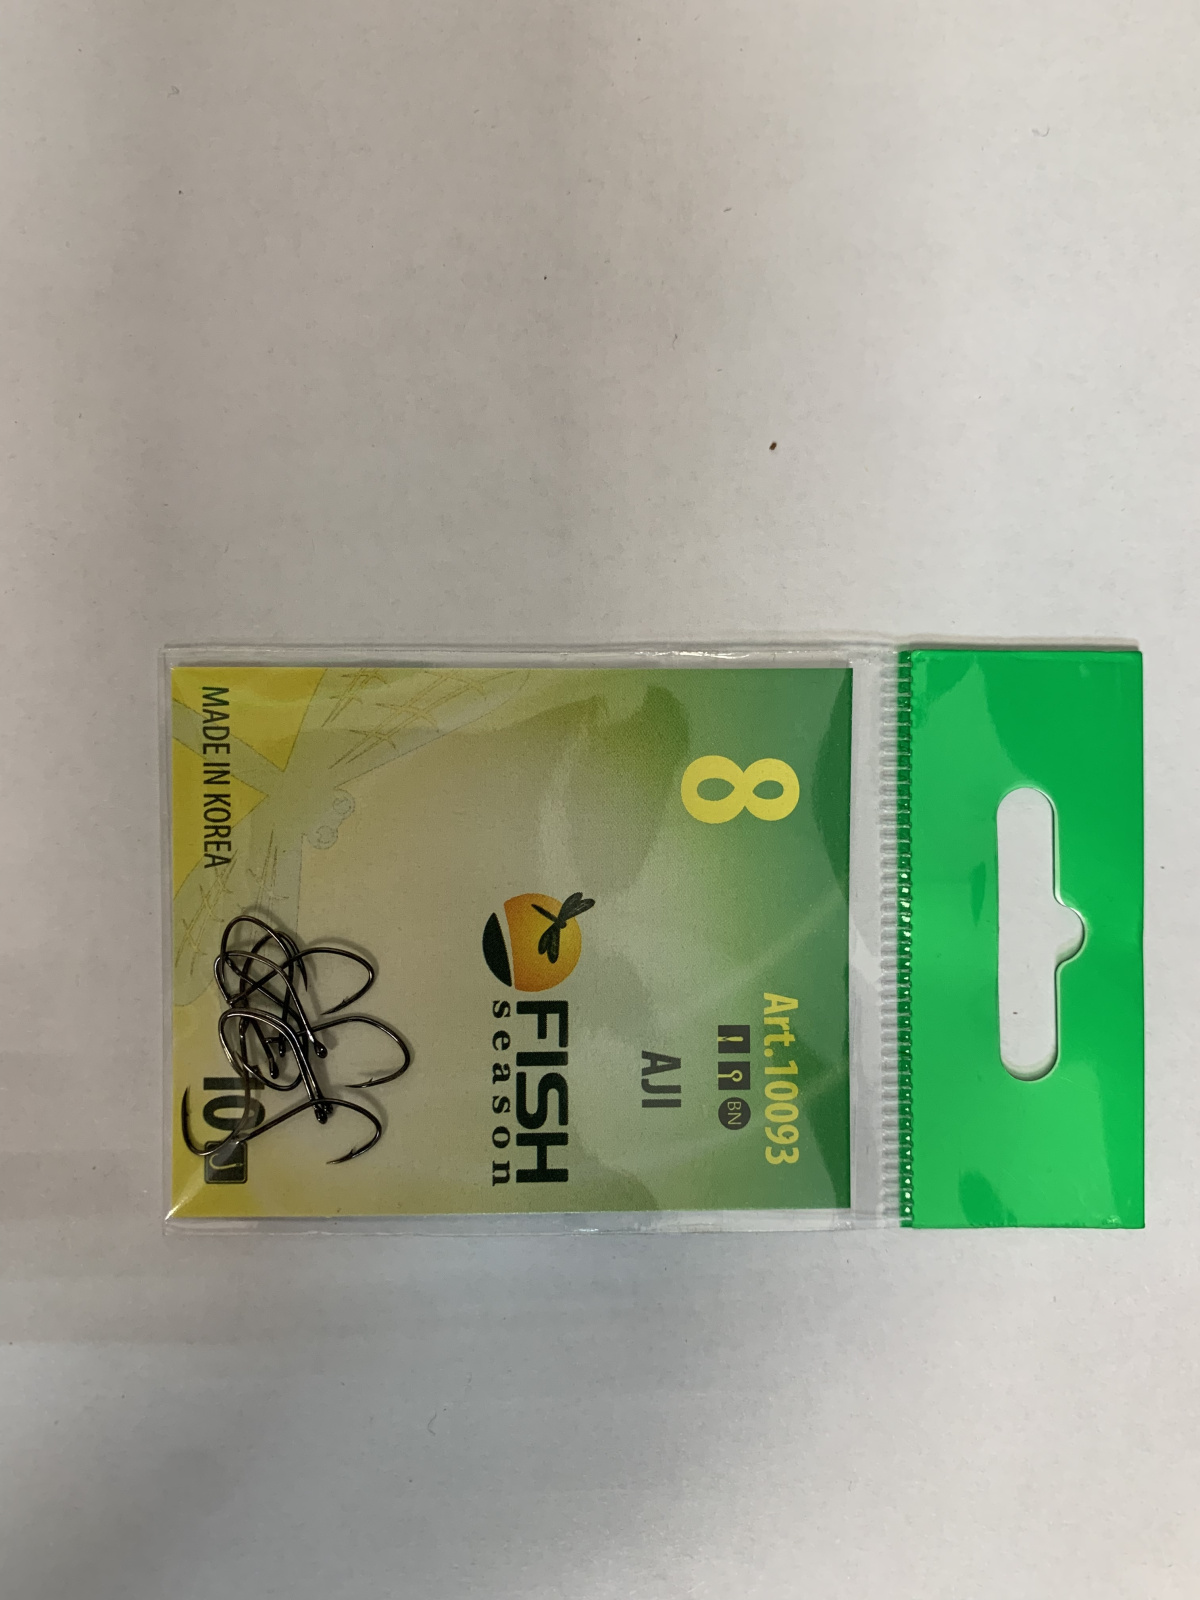 8
Art.10093
BN
AJI
FISH
season
MADE IN KOREA
10